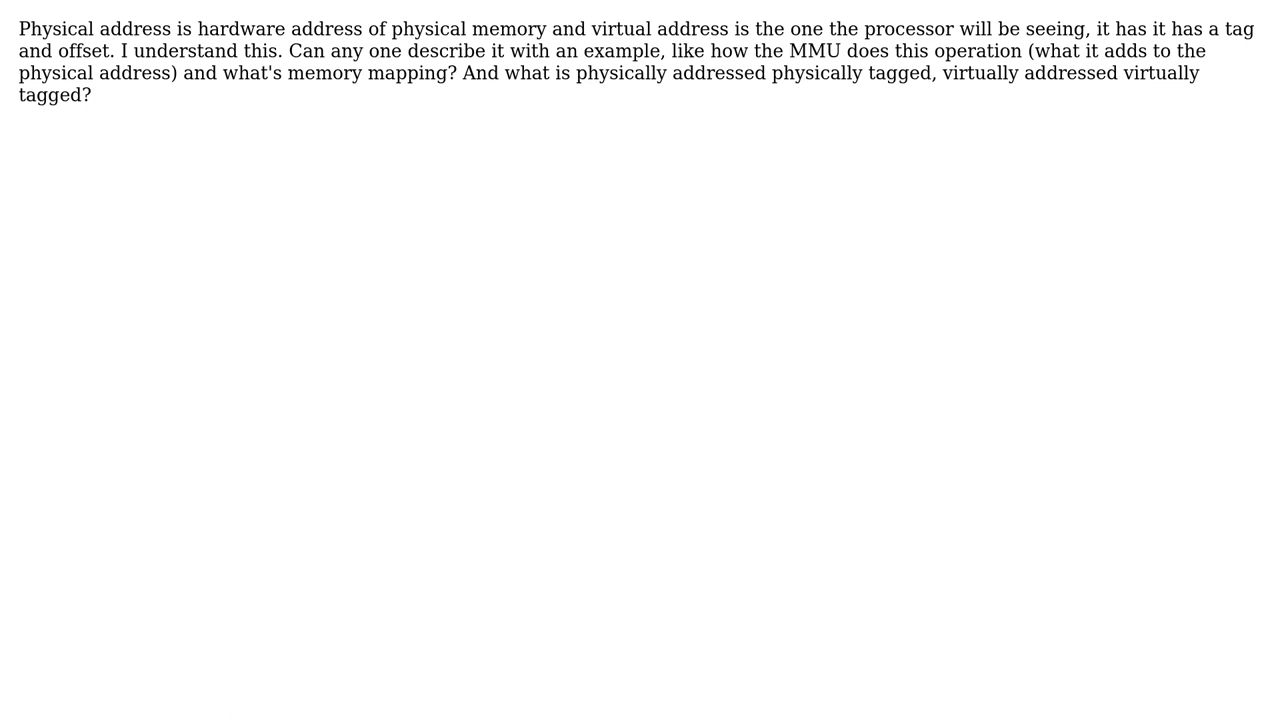 Physical address is hardware address of physical memory and virtual address is the one the processor will be seeing, it has it has a tag
and offset. I understand this. Can any one describe it with an example, like how the MMU does this operation (what it adds to the
physical address) and what's memory mapping? And what is physically addressed physically tagged, virtually addressed virtually
tagged?